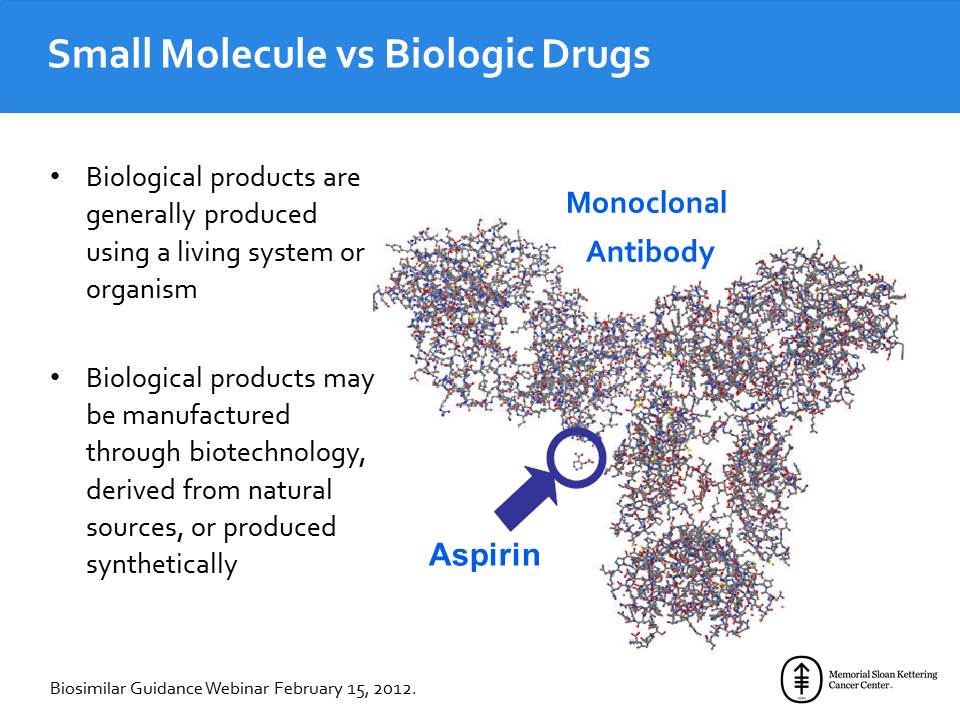 Small Molecule vs Biologic Drugs
• Biological products are
generally produced
using a living system or
organism
• Biological products may
be manufactured
through biotechnology,
derived from natural
sources, or produced
synthetically
Monoclonal
Antibody
Aspirin
Biosimilar Guidance Webinar February 15, 2012.
Memorial Sloan Kettering
Cancer Center